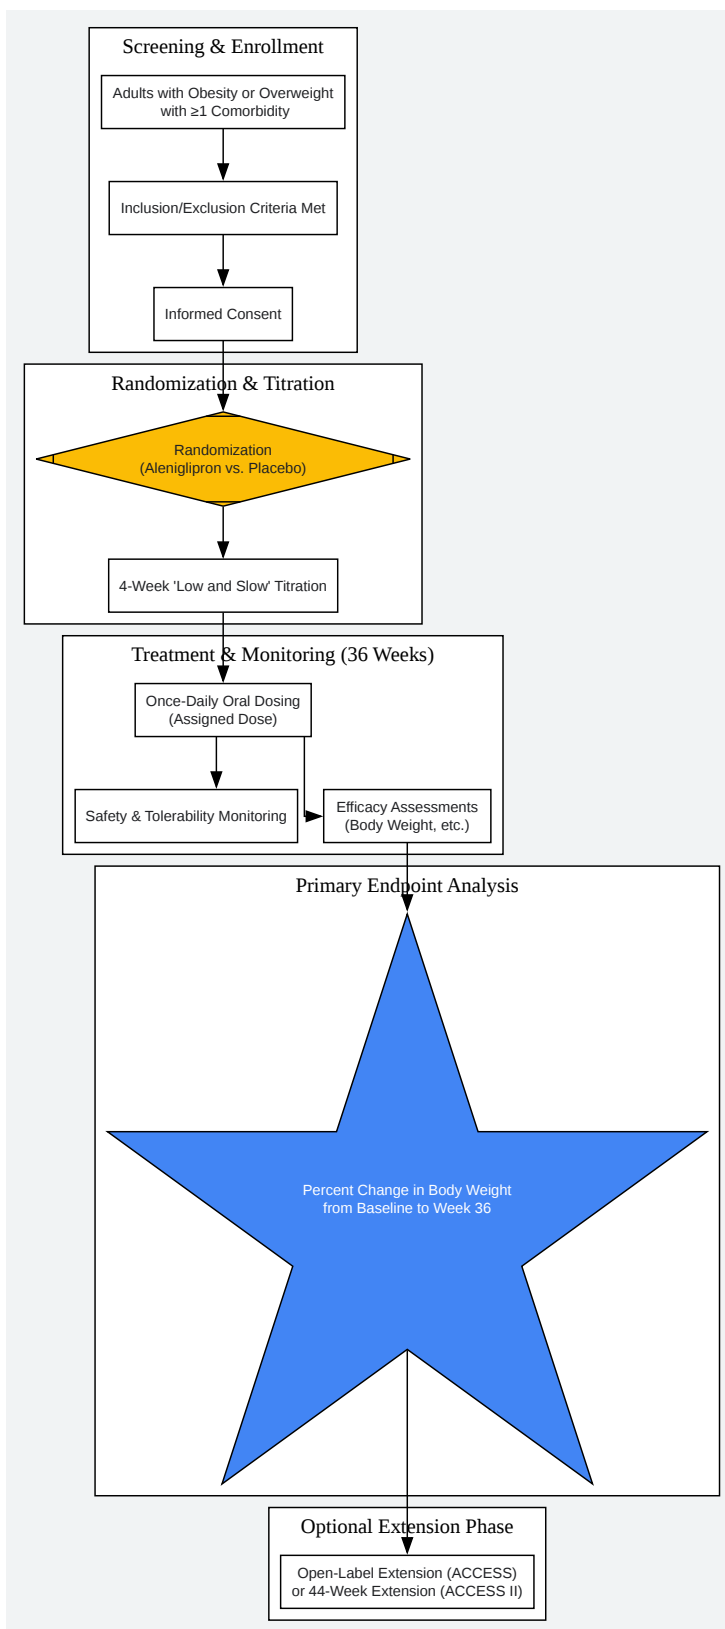 Screening & Enrollment
Adults with Obesity or Overweight
with ≥1 Comorbidity
Inclusion/Exclusion Criteria Met
Informed Consent
Randomization & Titration
Randomization
(Aleniglipron vs. Placebo)
4-Week 'Low and Slow' Titration
Treatment & Monitoring (36 Weeks)
Once-Daily Oral Dosing
(Assigned Dose)
Safety & Tolerability Monitoring
Efficacy Assessments
(Body Weight, etc.)
Primary Endpoint Analysis
Percent Change in Body Weight
from Baseline to Week 36
Optional Extension Phase
Open-Label Extension (ACCESS)
or 44-Week Extension (ACCESS II)